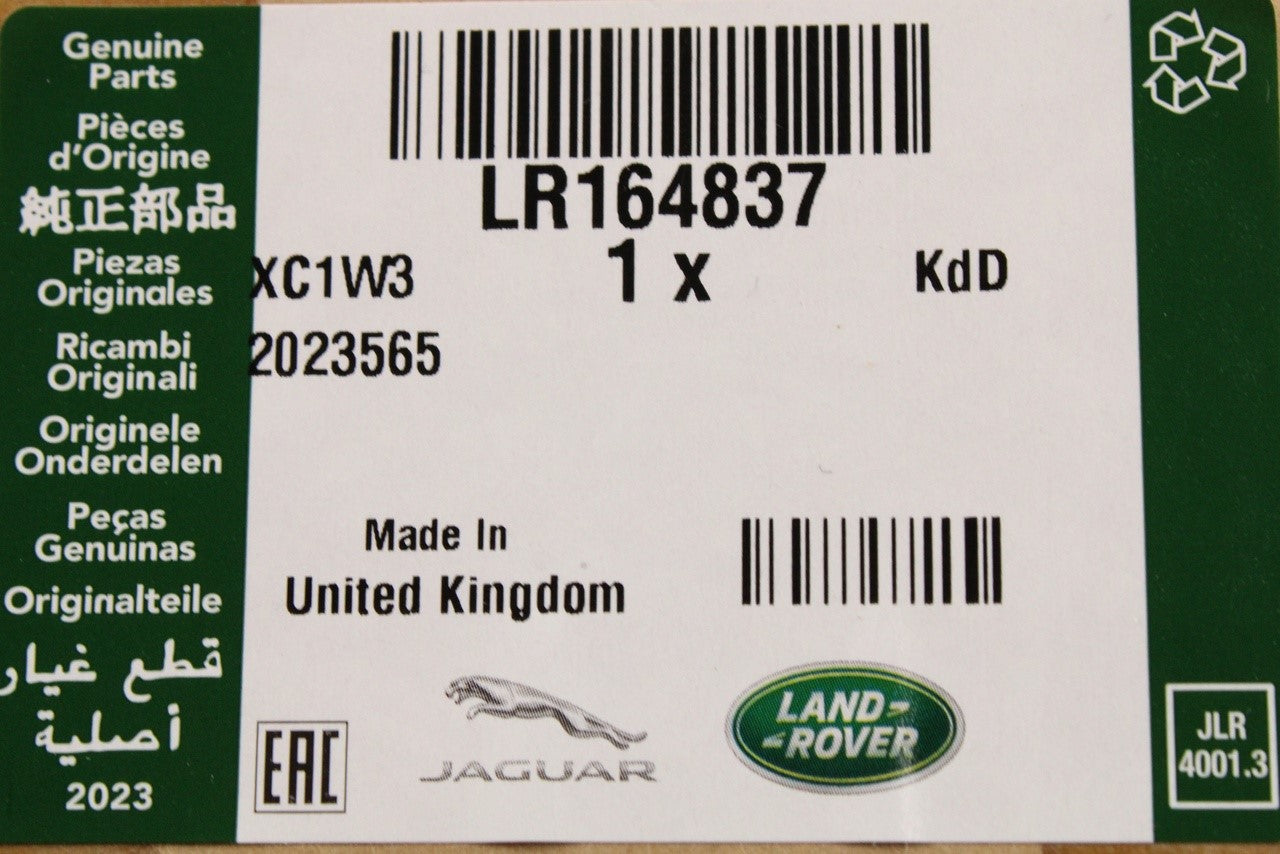 Genuine
Parts
Pièces
d'Origine
純正部品
Piezas
Originales
Ricambi
Originali
Originele
Onderdelen
Peças
Genuinas
Originalteile
قطع غيار
أصلية
2023
LR164837
XC1W3
1 x
KdD
2023565
Made In
United Kingdom
EAC
JAGUAR
LAND-
-ROVER
JLR
4001.3